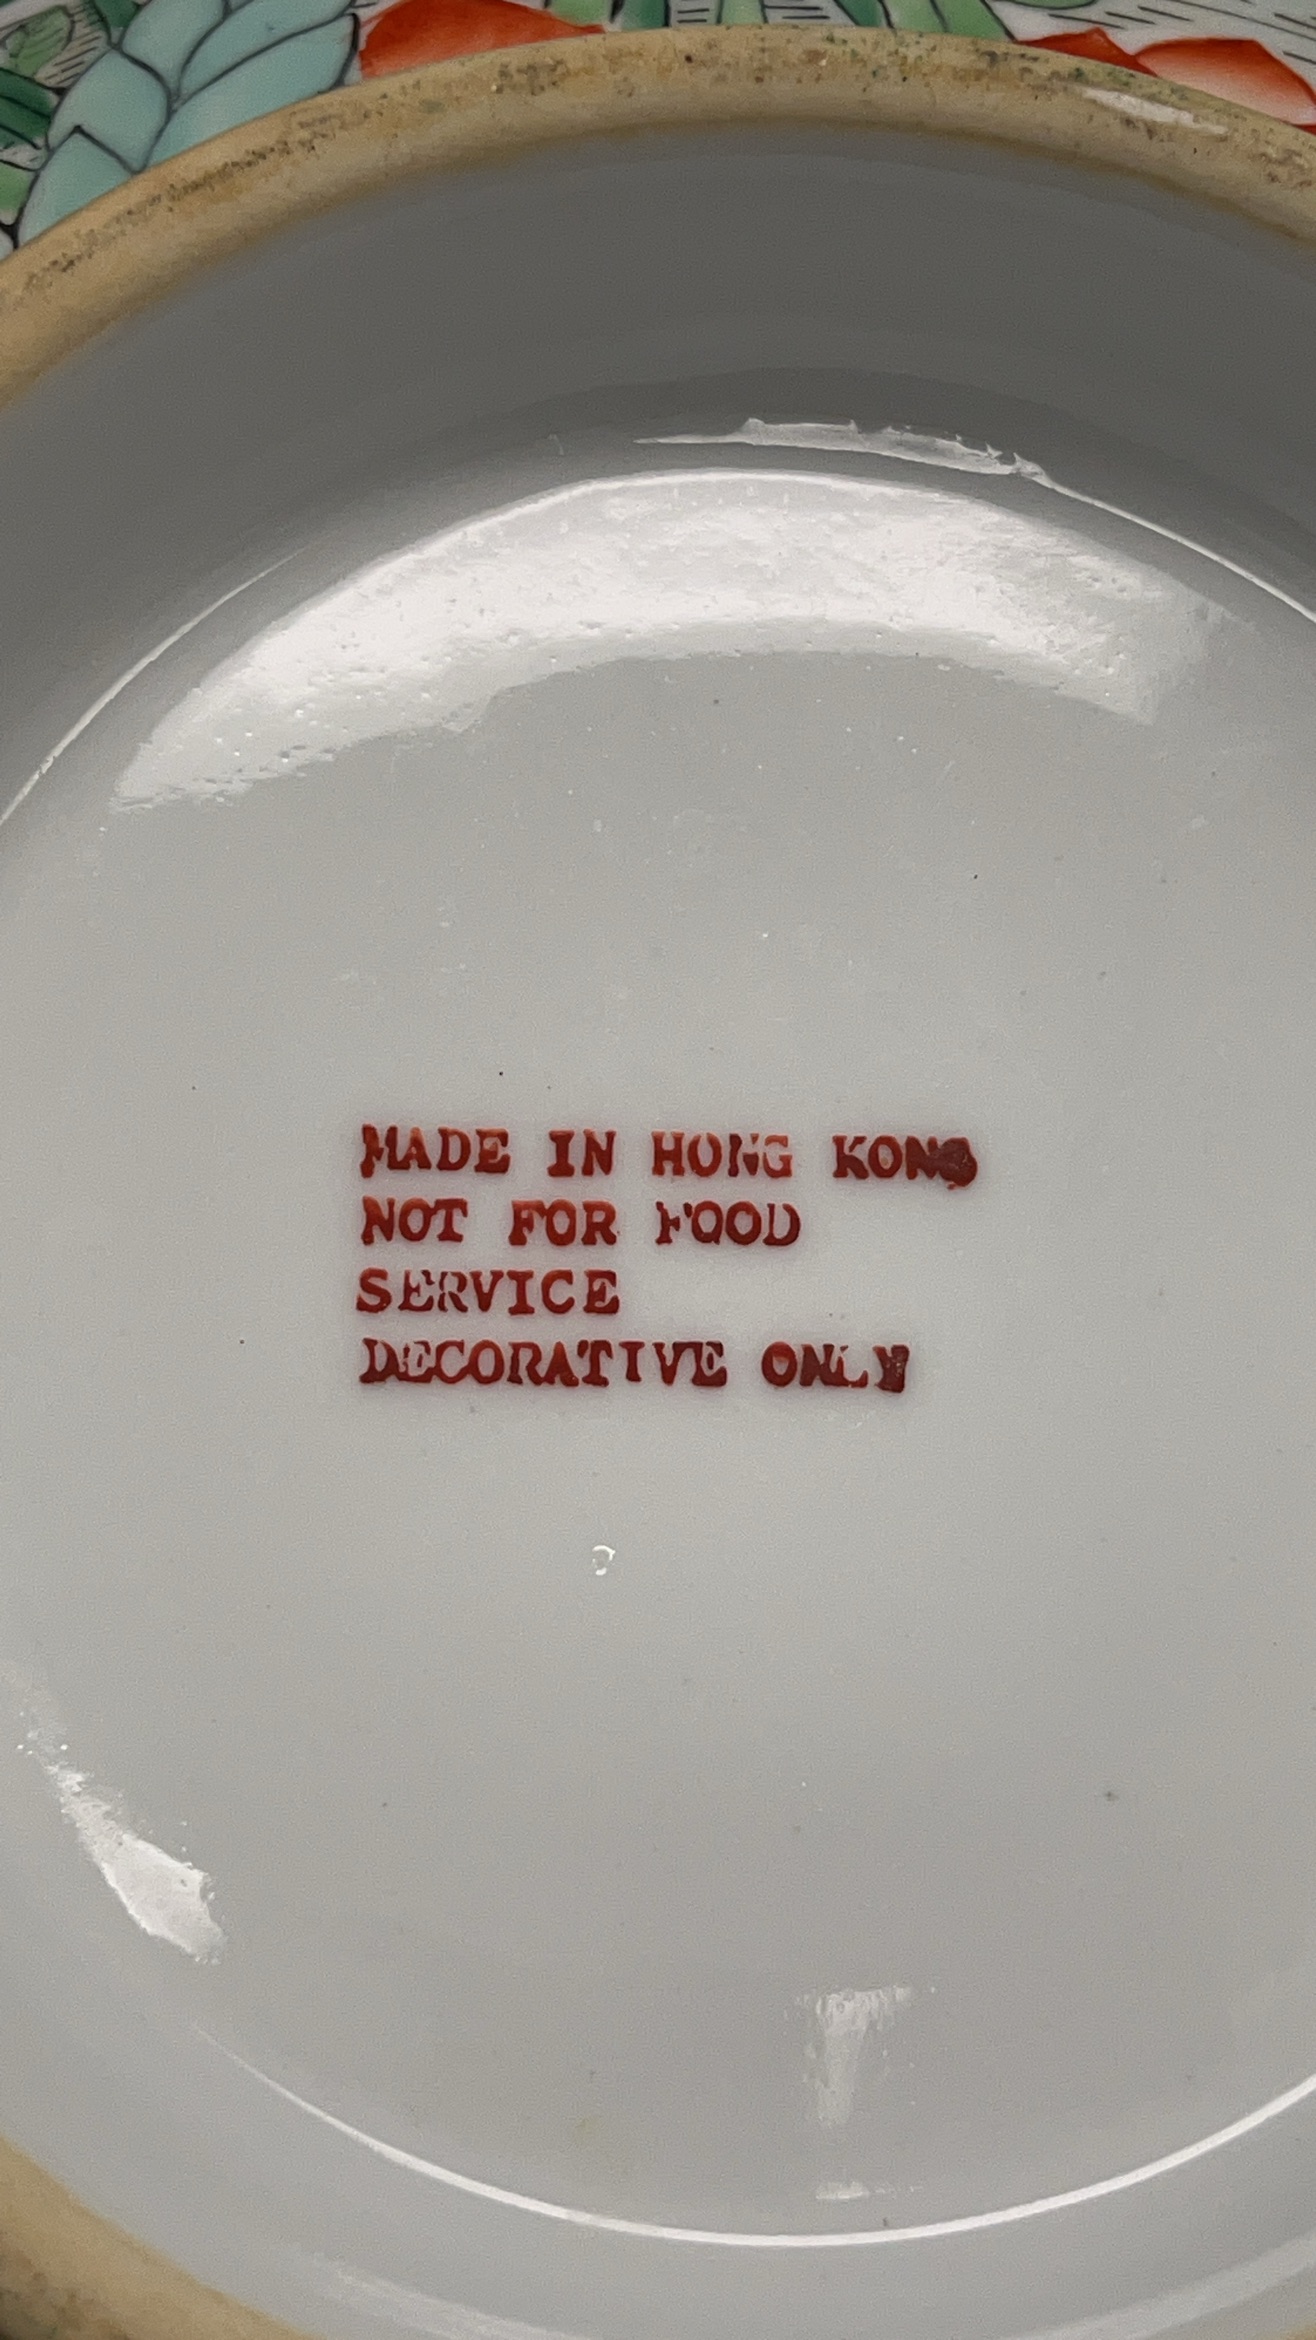 MADE IN HONG KONG
NOT FOR FOOD
SERVICE
DECORATIVE ONLY